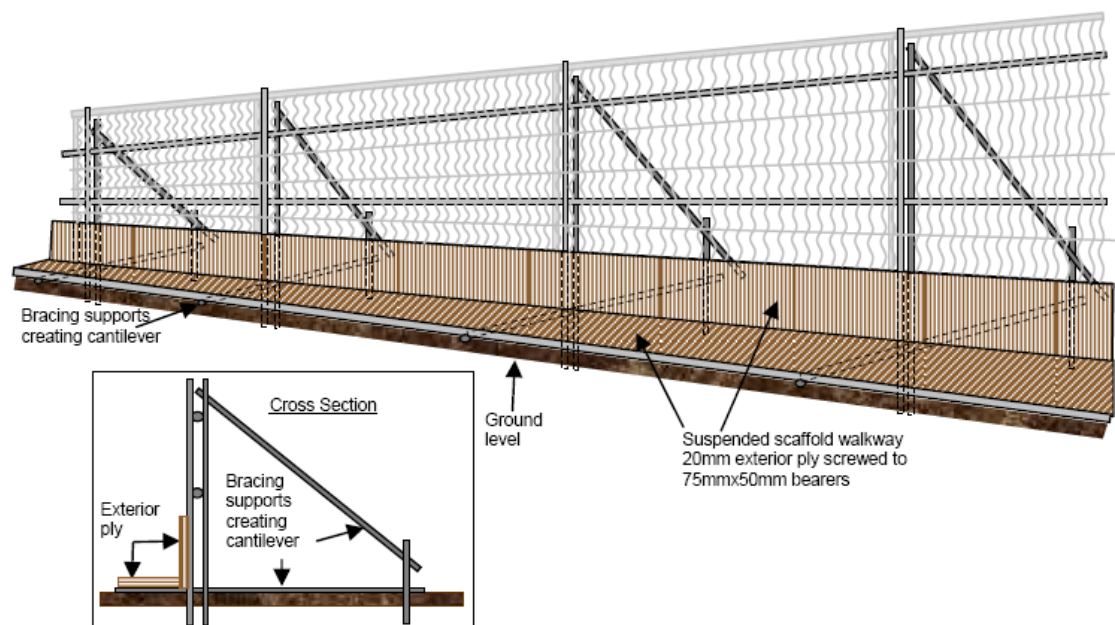 Bracing supports
creating cantilever
Ground
level
Suspended scaffold walkway
20mm exterior ply screwed to
75mmx50mm bearers
Cross Section
Exterior
ply
Bracing
supports
creating
cantilever